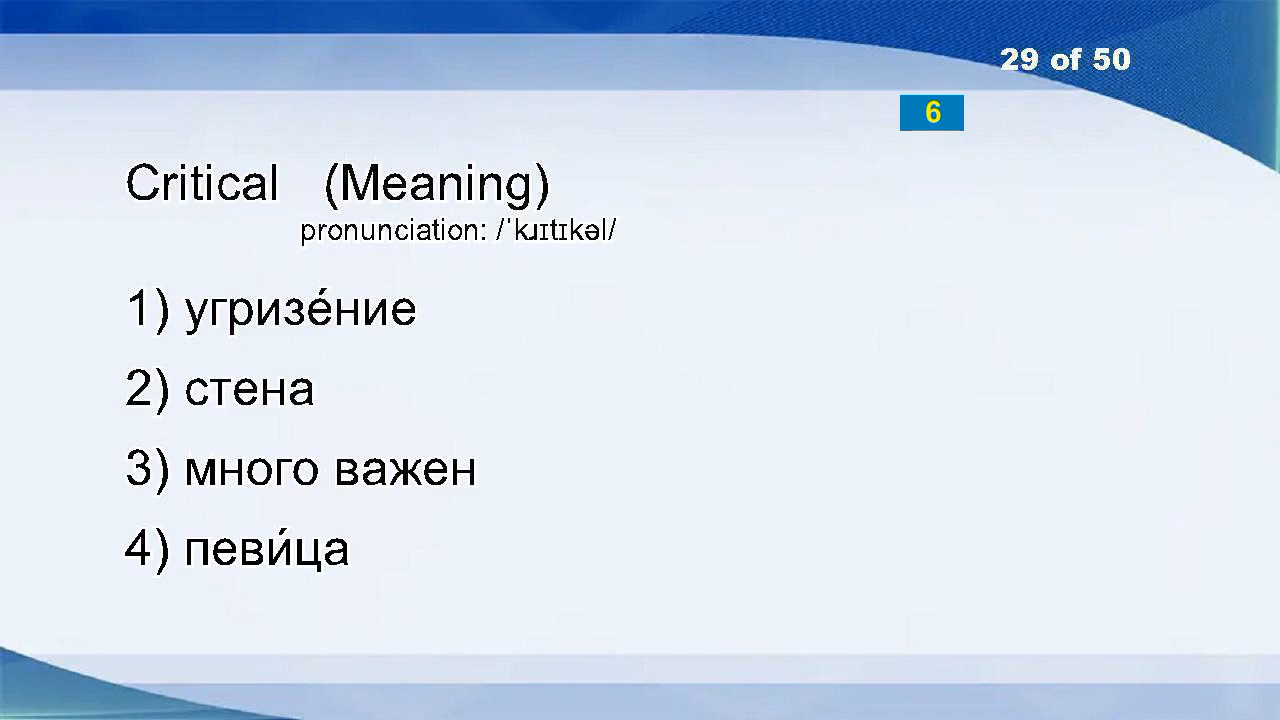 29 of 50
6
Critical (Meaning)
pronunciation: /ˈkɹɪtɪkəl/
1) угризе́ние
2) стена
3) много важен
4) певи́ца